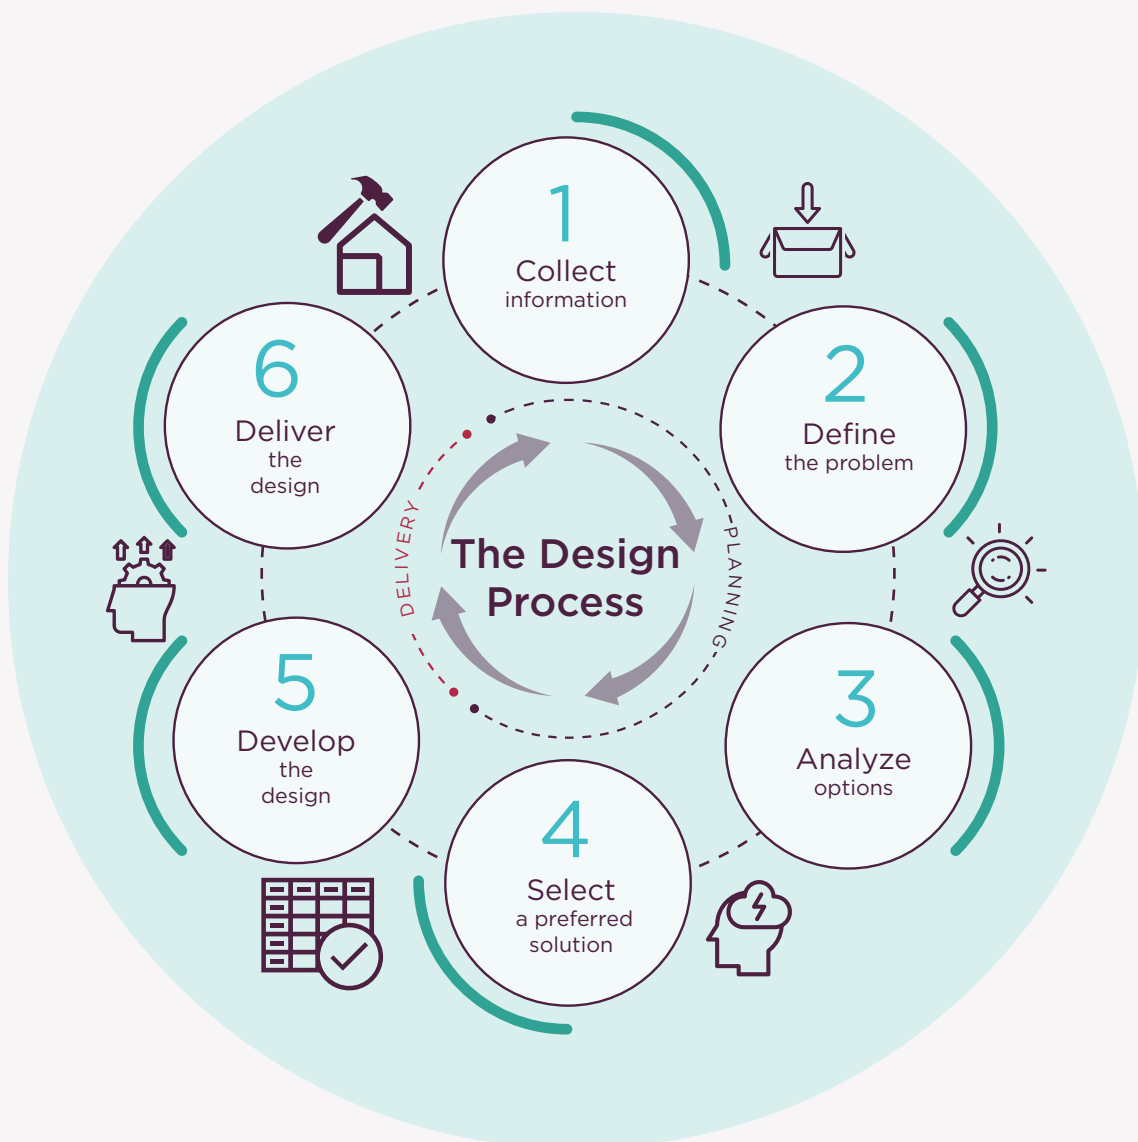 1
Collect
information
2
Define
the problem
3
Analyze
options
4
Select
a preferred
solution
5
Develop
the
design
6
Deliver
the
design
The Design
Process
PLANNING
DELIVERY